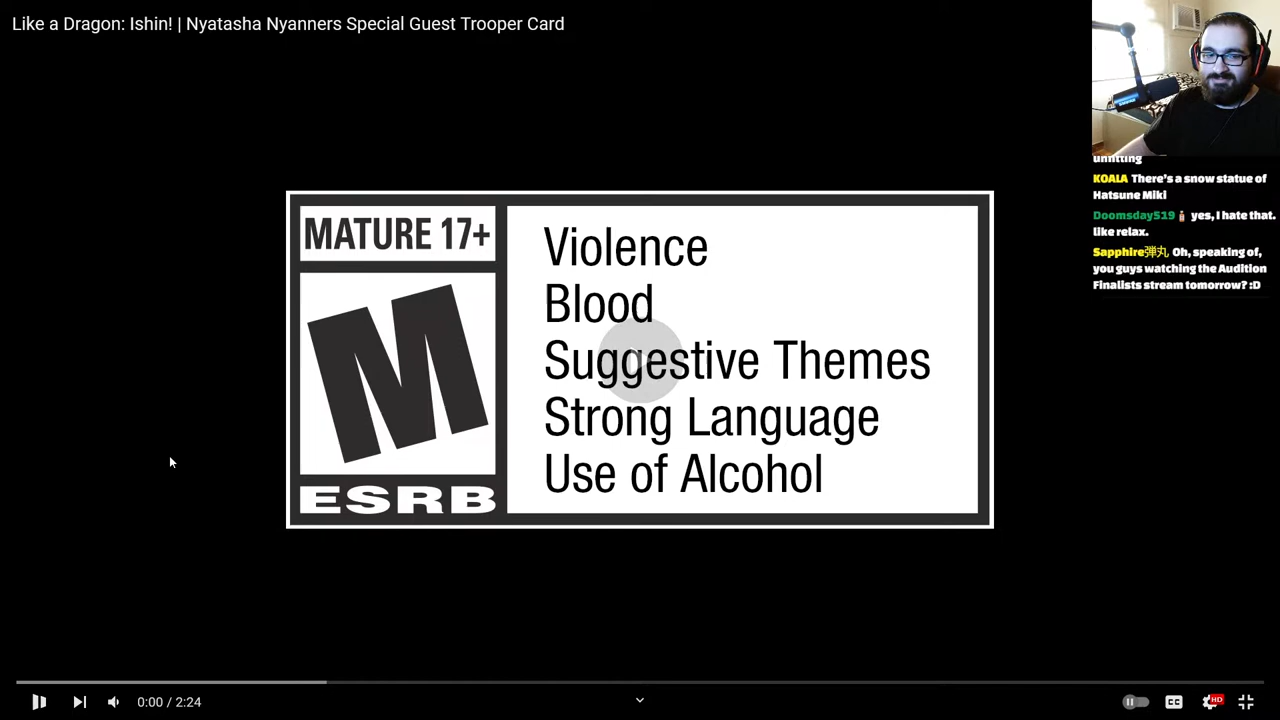 Like a Dragon: Ishin! | Nyatasha Nyanners Special Guest Trooper Card
MATURE 17+
M
ESRB
Violence
Blood
Suggestive Themes
Strong Language
Use of Alcohol
unfitting
KOALA There's a snow statue of
Hatsune Miki
Doomsday519 yes, I hate that.
like relax.
Sapphire弾丸 Oh, speaking of,
you guys watching the Audition
Finalists stream tomorrow? :D
0:00 / 2:24
CC
HD